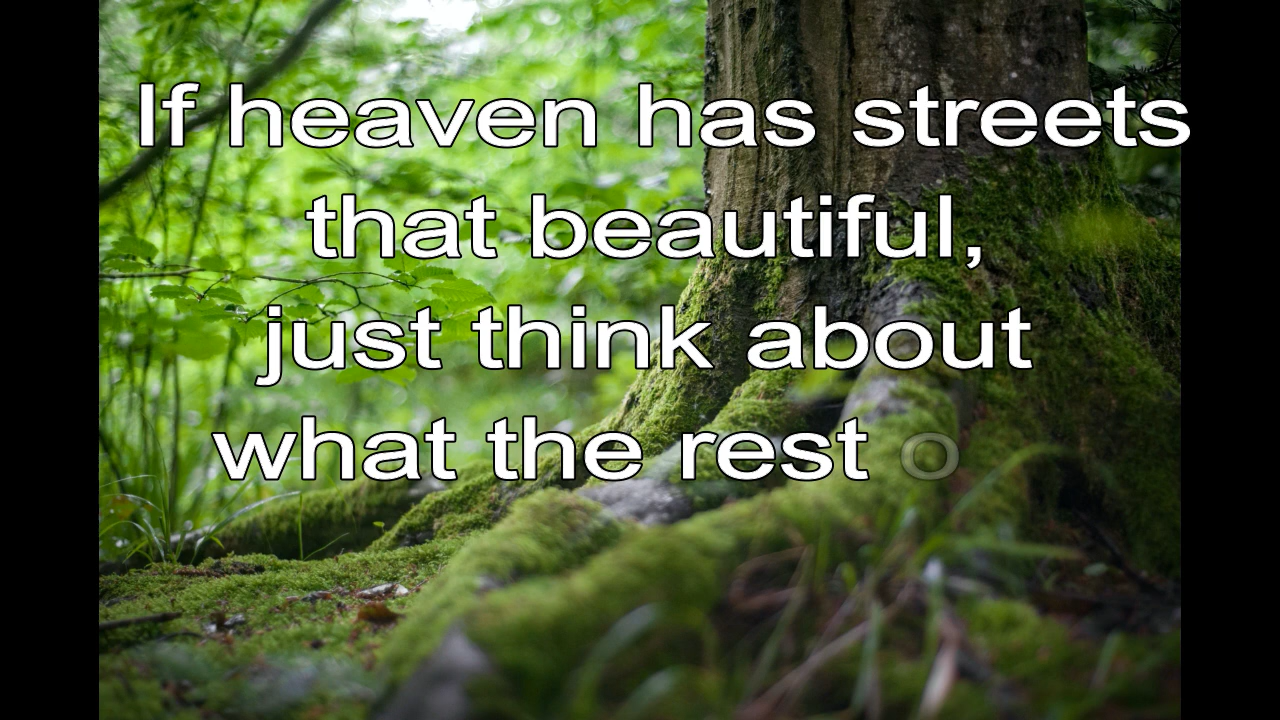 If heaven has streets
that beautiful,
just think about
what the rest o